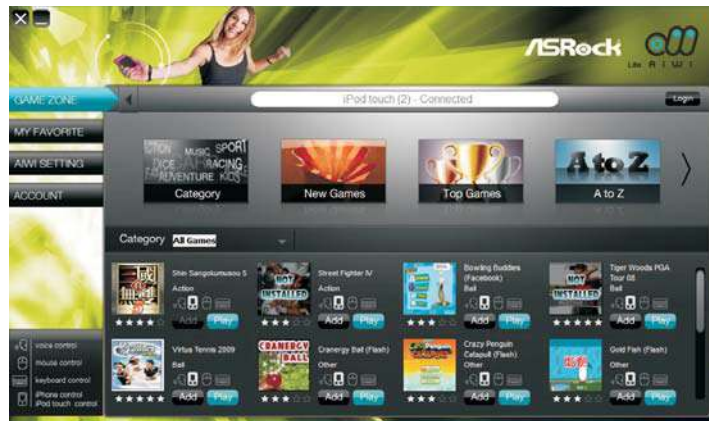 ASRock
Lite AIWI
GAME ZONE
iPod touch (2) - Connected
Login
MY FAVORITE
AIWI SETTING
ACCOUNT
ACTION MUSIC SPORT
DICE RACING
ADVENTURE KIDS
A to Z
Category
New Games
Top Games
A to Z
Category All Games
Shin Sangokumusou 5
Action
Add Play
NOT INSTALLED
Street Fighter IV
Action
Add Play
Bowling Buddies
(Facebook)
Ball
Add Play
NOT INSTALLED
Tiger Woods PGA
Tour 08
Ball
Add Play
Virtua Tennis 2009
Ball
Add Play
CRANERGY
BALL
Cranergy Ball (Flash)
Other
Add Play
Crazy Penguin
Catapult (Flash)
Other
Add Play
Gold Fish (Flash)
Other
Add Play
voice control
mouse control
keyboard control
iPhone control
iPod touch control